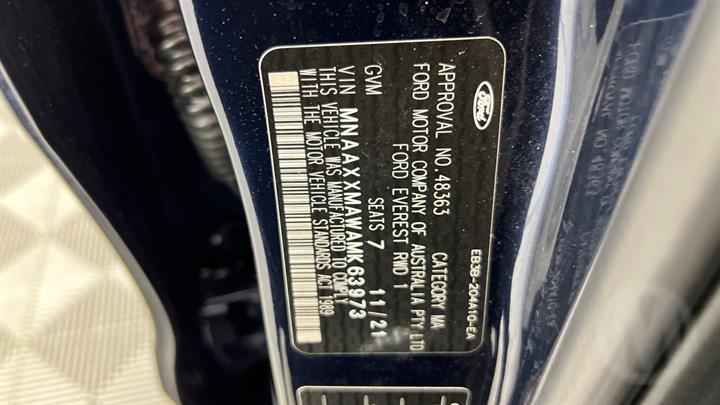 Ford
APPROVAL NO. 48363 CATEGORY MA
FORD MOTOR COMPANY OF AUSTRALIA PTY LTD
FORD EVEREST RWD 1
GVM SEATS 7 11/21
VIN MNAAXXMAWAMK63973
THIS VEHICLE WAS MANUFACTURED TO COMPLY
WITH THE MOTOR VEHICLE STANDARDS ACT 1989
EB3B-204A10-EA